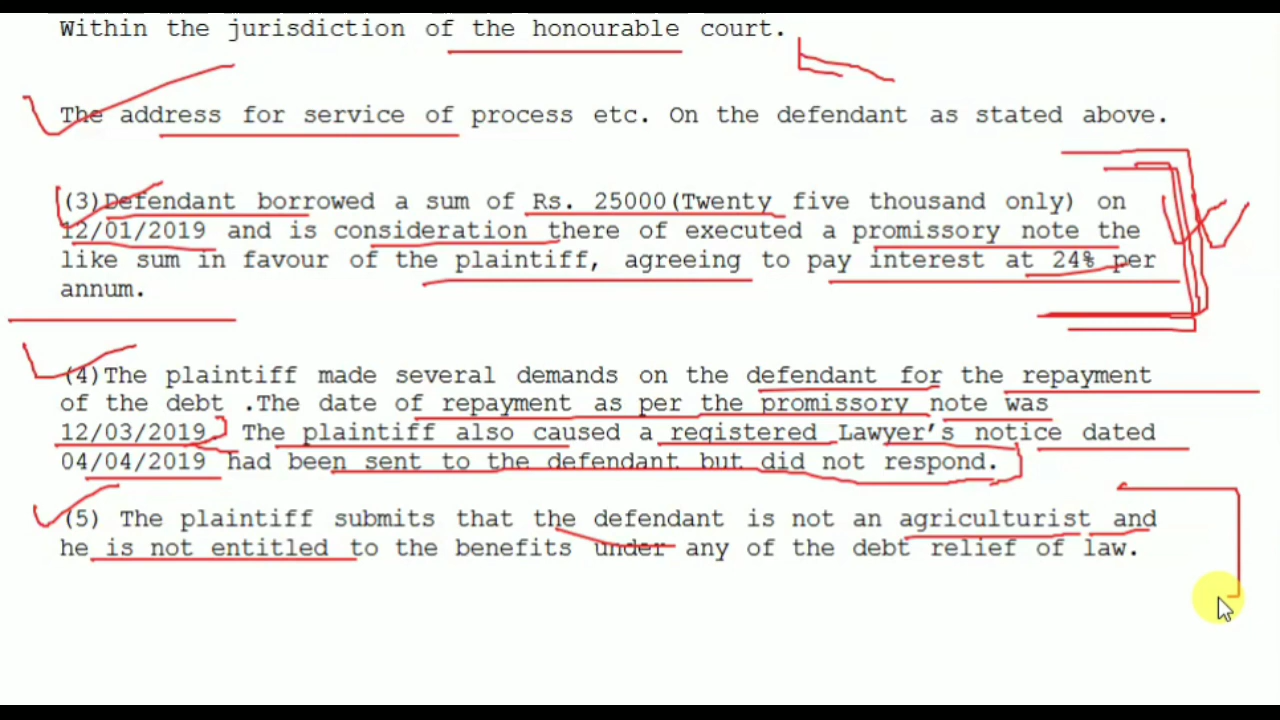 Within the jurisdiction of the honourable court.
The address for service of process etc. On the defendant as stated above.
(3)Defendant borrowed a sum of Rs. 25000(Twenty five thousand only) on
12/01/2019 and is consideration there of executed a promissory note the
like sum in favour of the plaintiff, agreeing to pay interest at 24% per
annum.
(4)The plaintiff made several demands on the defendant for the repayment
of the debt .The date of repayment as per the promissory note was
12/03/2019. The plaintiff also caused a registered Lawyer’s notice dated
04/04/2019 had been sent to the defendant but did not respond.
(5) The plaintiff submits that the defendant is not an agriculturist and
he is not entitled to the benefits under any of the debt relief of law.